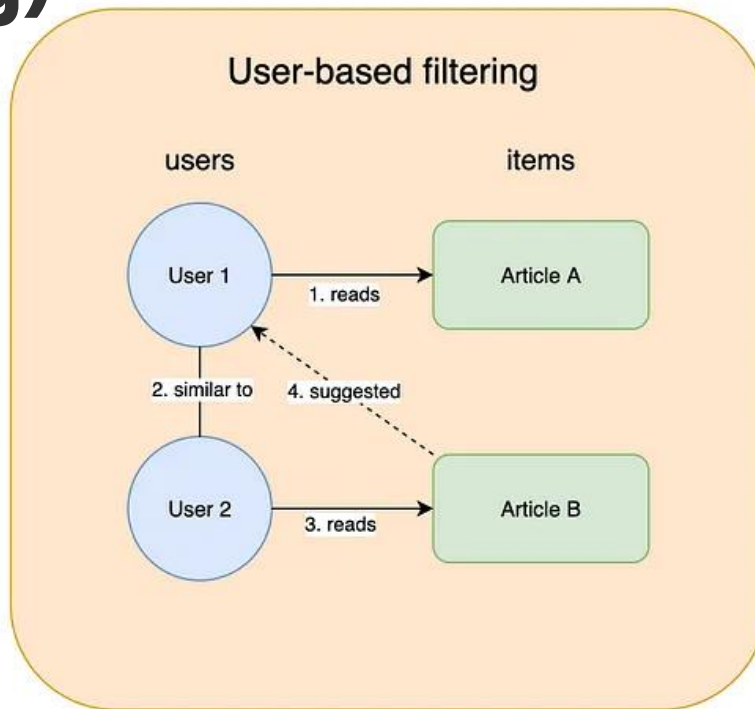 User-based filtering
users items
User 1 1. reads Article A
2. similar to 4. suggested
User 2 3. reads Article B